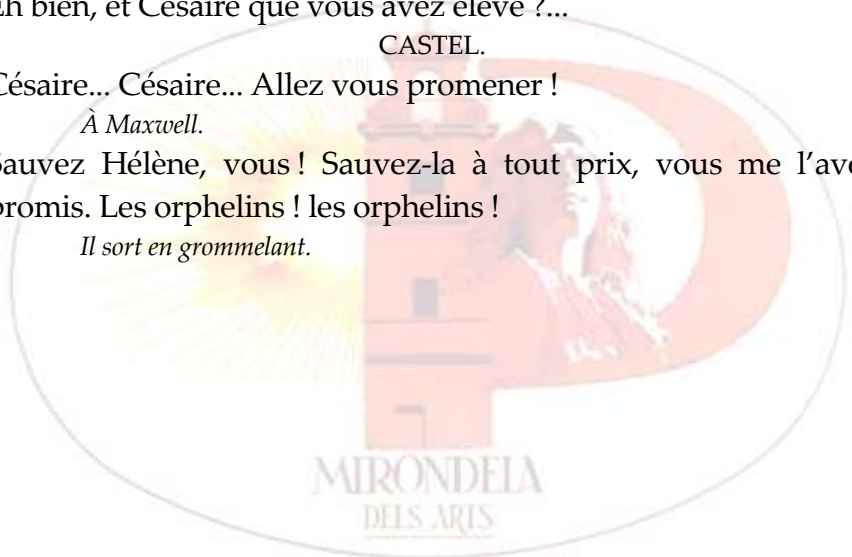 Eh bien, et Césaire que vous avez élevé ?...
CASTEL.
Césaire... Césaire... Allez vous promener !
À Maxwell.
Sauvez Hélène, vous ! Sauvez-la à tout prix, vous me l'ave
promis. Les orphelins ! les orphelins !
Il sort en grommelant.
MIRONDELA
DELS ARTS